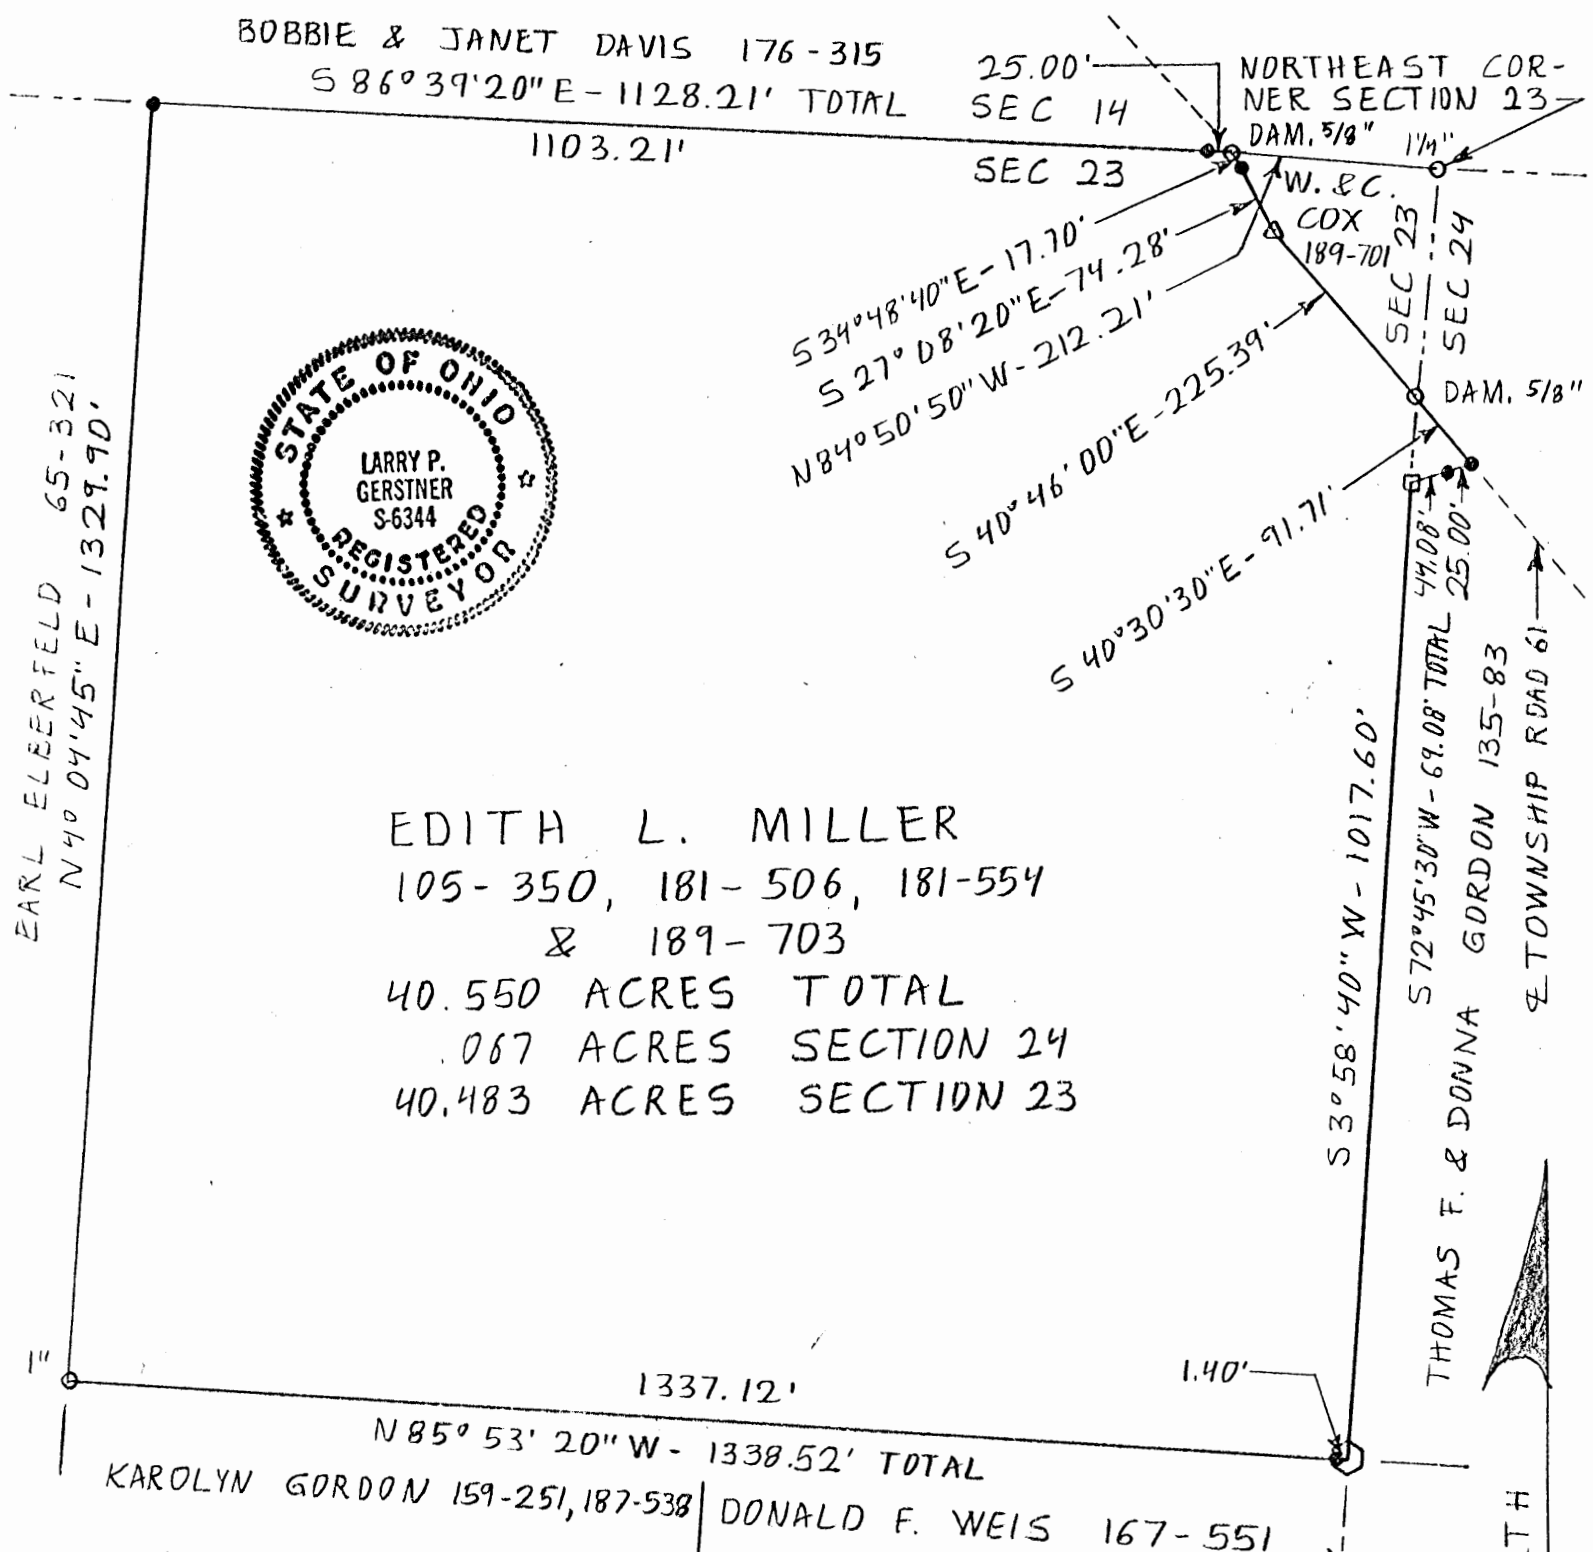 BOBBIE & JANET DAVIS 176-315
S 86° 39' 20" E - 1128.21' TOTAL
1103.21'
25.00'
SEC 14
SEC 23
NORTHEAST COR-
NER SECTION 23
DAM. 5/8"
W. & C.
COX
189-701
SEC 23
SEC 24
S 34° 48' 40" E - 17.70'
S 27° 08' 20" E - 74.28'
N 84° 50' 50" W - 212.21'
S 40° 46' 00" E - 225.39'
S 40° 30' 30" E - 91.71'
DAM. 5/8"
STATE OF OHIO
LARRY P.
GERSTNER
S-6344
REGISTERED
SURVEYOR
EARL ELBERFELD 65-321
N 4° 04' 45" E - 1329.90'
EDITH L. MILLER
105-350, 181-506, 181-554
& 189-703
40.550 ACRES TOTAL
.067 ACRES SECTION 24
40.483 ACRES SECTION 23
S 3° 58' 40" W - 1017.60'
S 72° 45' 30" W - 69.08' TOTAL
44.08'
25.00'
THOMAS F. & DONNA GORDON 135-83
℄ TOWNSHIP ROAD 61
1"
1337.12'
1.40'
N 85° 53' 20" W - 1338.52' TOTAL
KAROLYN GORDON 159-251, 187-538
DONALD F. WEIS 167-551
TH